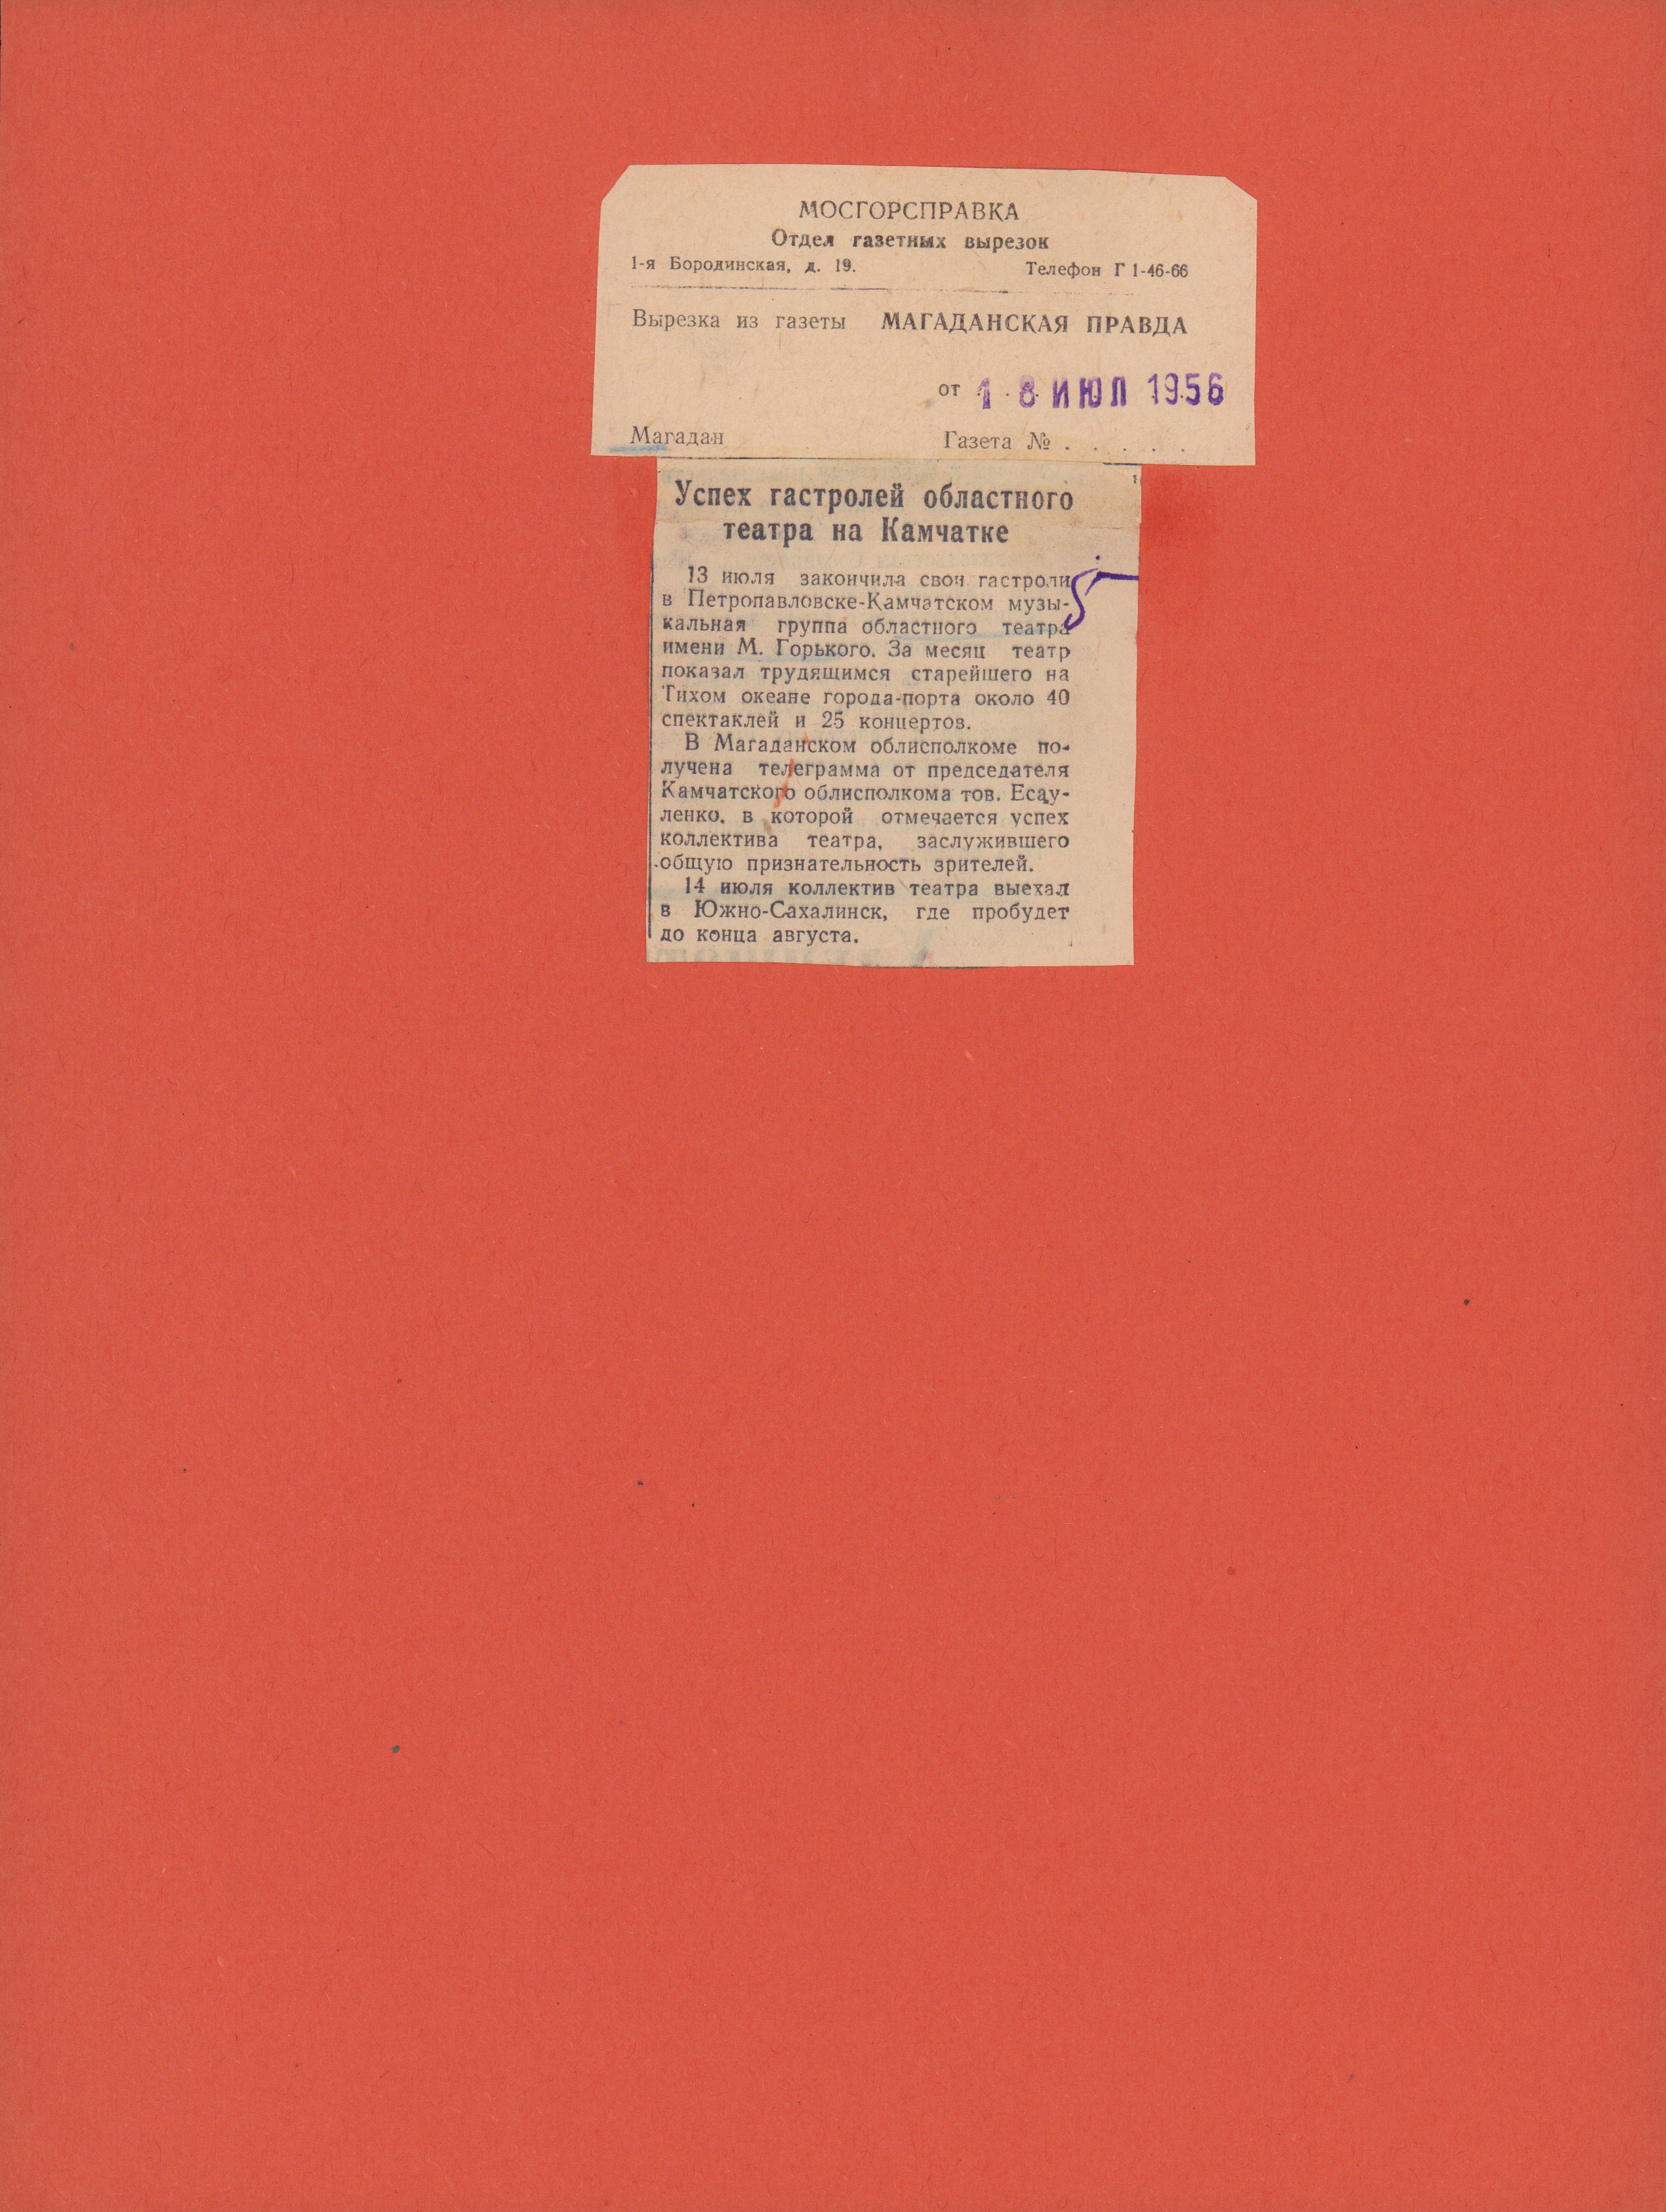 МОСГОРСПРАВКА
Отдел газетных вырезок
1-я Бородинская, д. 19. Телефон Г 1-46-66
Вырезка из газеты МАГАДАНСКАЯ ПРАВДА
от 18 ИЮЛ 1956
Магадан Газета № . . . . .
Успех гастролей областного
театра на Камчатке
13 июля закончила свои гастроли
в Петропавловске-Камчатском музы-
кальная группа областного театра
имени М. Горького. За месяц театр
показал трудящимся старейшего на
Тихом океане города-порта около 40
спектаклей и 25 концертов.
В Магаданском облисполкоме по-
лучена телеграмма от председателя
Камчатского облисполкома тов. Есау-
ленко, в которой отмечается успех
коллектива театра, заслужившего
общую признательность зрителей.
14 июля коллектив театра выехал
в Южно-Сахалинск, где пробудет
до конца августа.
5